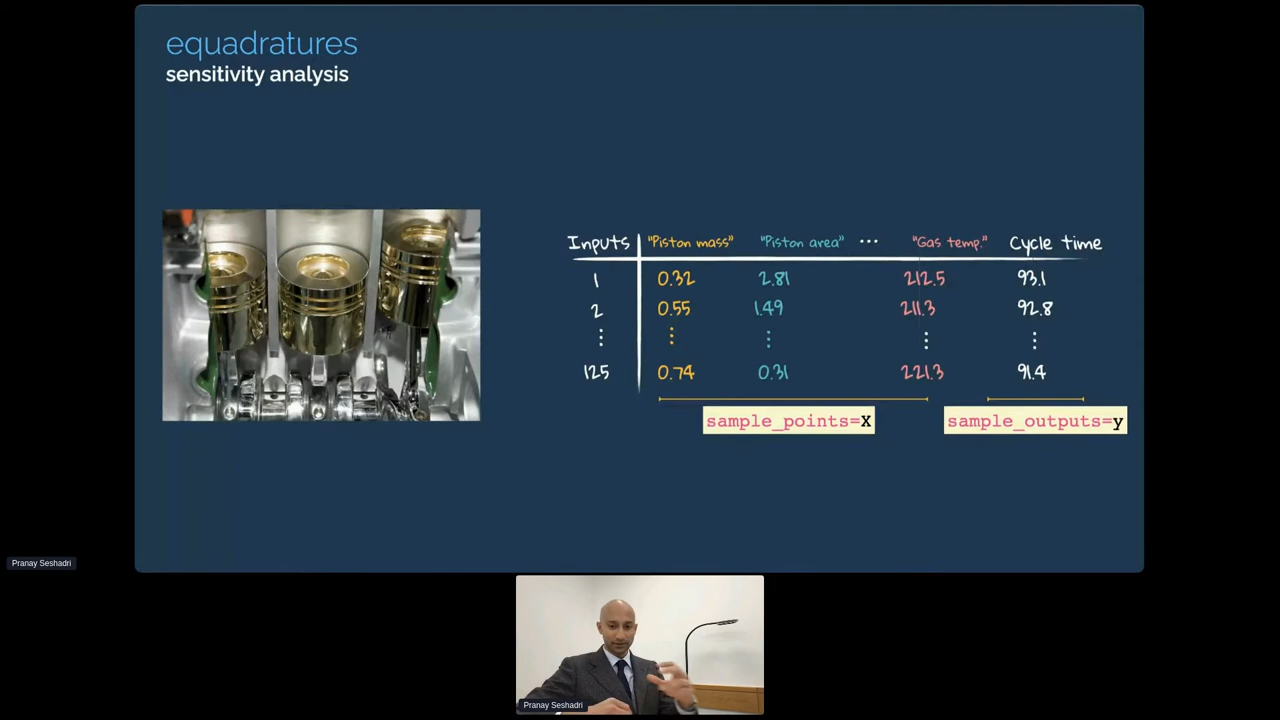 equadratures
sensitivity analysis
Inputs "Piston mass" "Piston area" ... "Gas temp." Cycle time
1 0.32 2.81 212.5 93.1
2 0.55 1.49 211.3 92.8
⋮ ⋮ ⋮ ⋮ ⋮
125 0.74 0.31 221.3 91.4
sample_points=X sample_outputs=y
Pranay Seshadri
Pranay Seshadri